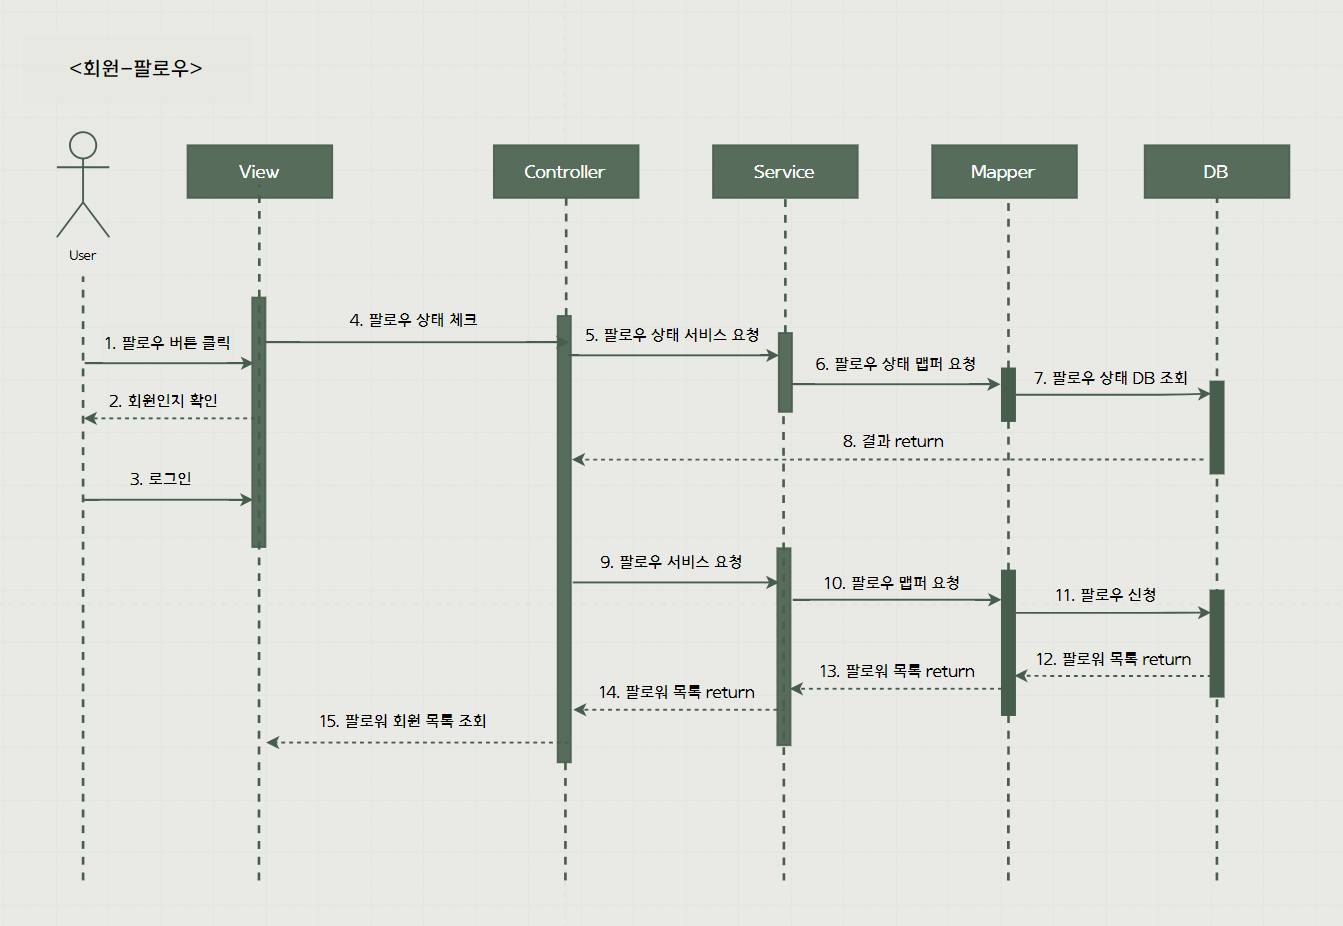 <회원-팔로우>
View
Controller
Service
Mapper
DB
User
1. 팔로우 버튼 클릭
2. 회원인지 확인
3. 로그인
4. 팔로우 상태 체크
5. 팔로우 상태 서비스 요청
6. 팔로우 상태 맵퍼 요청
7. 팔로우 상태 DB 조회
8. 결과 return
9. 팔로우 서비스 요청
10. 팔로우 맵퍼 요청
11. 팔로우 신청
12. 팔로워 목록 return
13. 팔로워 목록 return
14. 팔로워 목록 return
15. 팔로워 회원 목록 조회